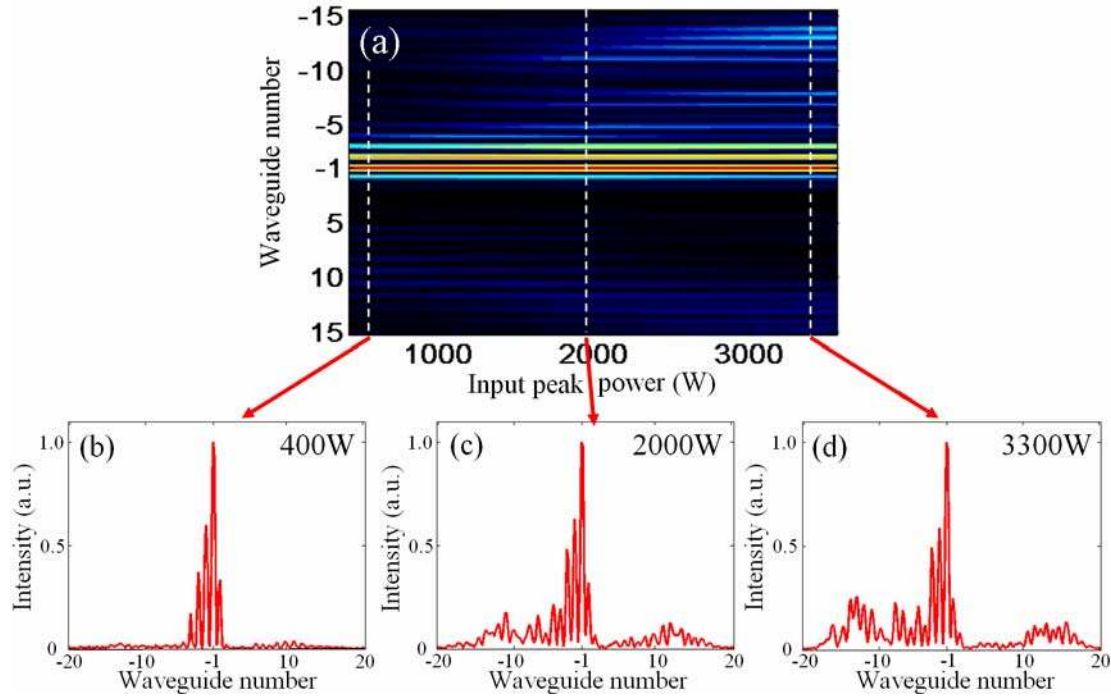 -15
(a)
-10
-5
-1
5
10
15
Waveguide number
1000 2000 3000
Input peak power (W)
(b) 400W
1.0
0.5
0
Intensity (a.u.)
-20 -10 -1 10 20
Waveguide number
(c) 2000W
1.0
0.5
0
Intensity (a.u.)
-20 -10 -1 10 20
Waveguide number
(d) 3300W
1.0
0.5
0
Intensity (a.u.)
-20 -10 -1 10 20
Waveguide number